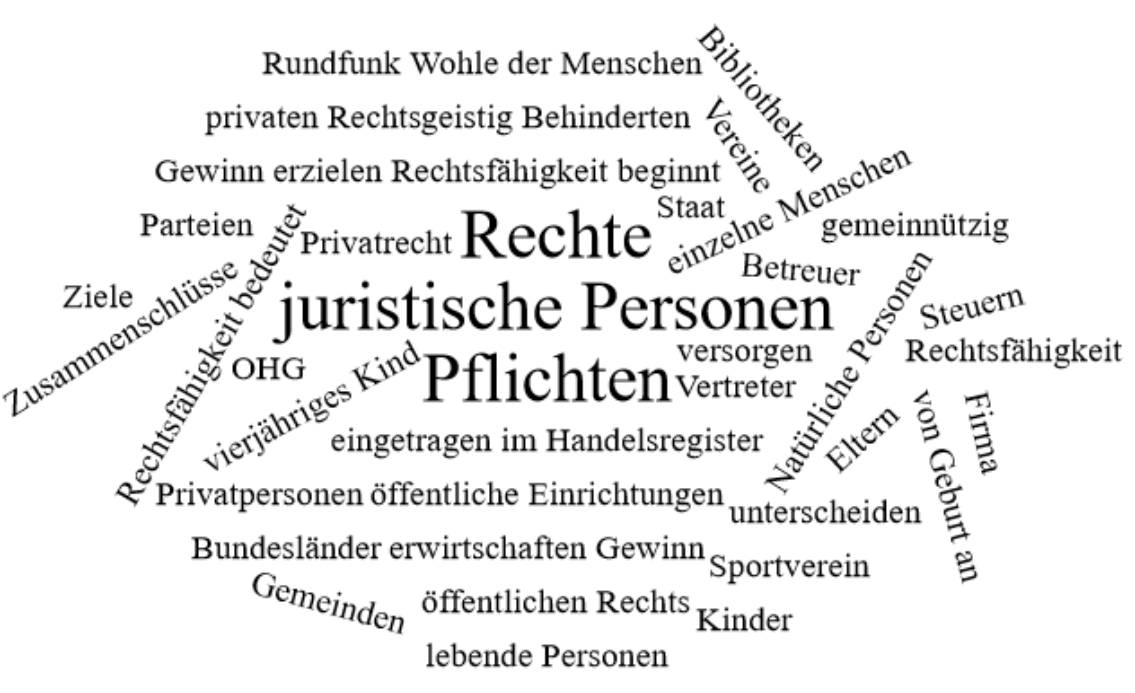 Bibliotheken
Rundfunk Wohle der Menschen
privaten Rechtsgeistig Behinderten
Vereine
Gewinn erzielen Rechtsfähigkeit beginnt
einzelne Menschen
Staat
Parteien
gemeinnützig
Privatrecht Rechte
Rechtsfähigkeit bedeutet
Betreuer
Zusammenschlüsse
Ziele
juristische Personen
Steuern
Natürliche Personen
versorgen
Rechtsfähigkeit
OHG
vierjähriges Kind
Pflichten
Vertreter
Firma
von Geburt an
Eltern
eingetragen im Handelsregister
Privatpersonen öffentliche Einrichtungen
unterscheiden
Bundesländer erwirtschaften Gewinn
Sportverein
Gemeinden
öffentlichen Rechts
Kinder
lebende Personen